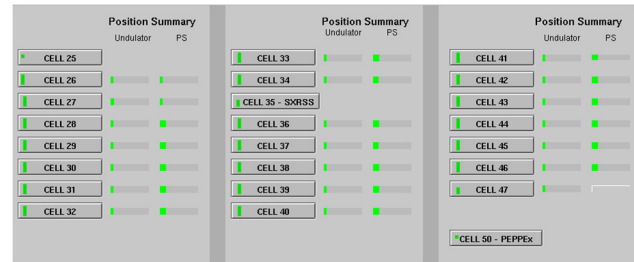 Position Summary
Undulator PS
CELL 25
CELL 26
CELL 27
CELL 28
CELL 29
CELL 30
CELL 31
CELL 32
Position Summary
Undulator PS
CELL 33
CELL 34
CELL 35 - SXRSS
CELL 36
CELL 37
CELL 38
CELL 39
CELL 40
Position Summary
Undulator PS
CELL 41
CELL 42
CELL 43
CELL 44
CELL 45
CELL 46
CELL 47
CELL 50 - PEPPEx